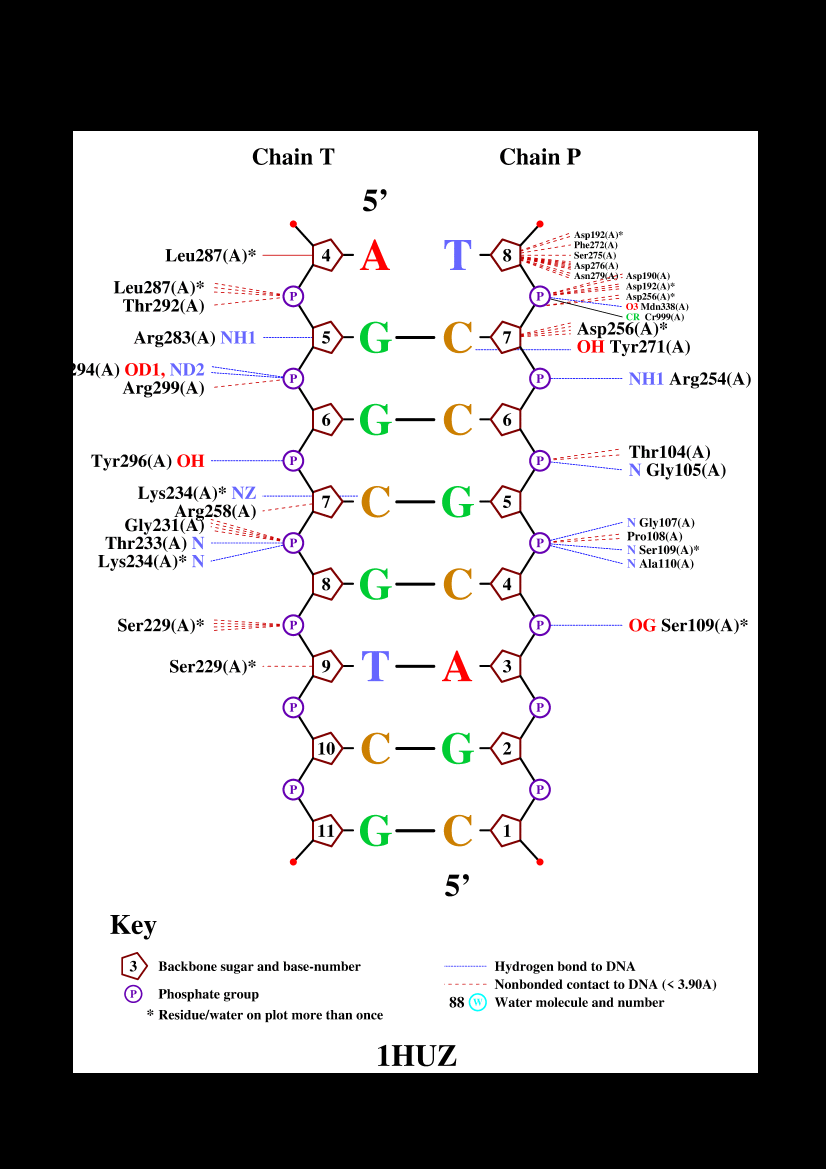 Chain T Chain P
5’
Leu287(A)* 4 A T 8 Asp192(A)*
Phe272(A)
Ser275(A)
Asp276(A)
Asn279(A)
Leu287(A)* P P Asp190(A)
Asp192(A)*
Thr292(A) Asp256(A)*
O3 Mdn338(A)
CR Cr999(A)
Arg283(A) NH1 5 G C 7 Asp256(A)*
OH Tyr271(A)
294(A) OD1, ND2 P P NH1 Arg254(A)
Arg299(A)
6 G C 6
Tyr296(A) OH P P Thr104(A)
N Gly105(A)
Lys234(A)* NZ 7 C G 5
Arg258(A)
Gly231(A) P P N Gly107(A)
Pro108(A)
Thr233(A) N N Ser109(A)*
Lys234(A)* N N Ala110(A)
8 G C 4
Ser229(A)* P P OG Ser109(A)*
Ser229(A)* 9 T A 3
P P
10 C G 2
P P
11 G C 1
5’
Key
3 Backbone sugar and base-number Hydrogen bond to DNA
P Phosphate group Nonbonded contact to DNA (< 3.90A)
* Residue/water on plot more than once 88 W Water molecule and number
1HUZ